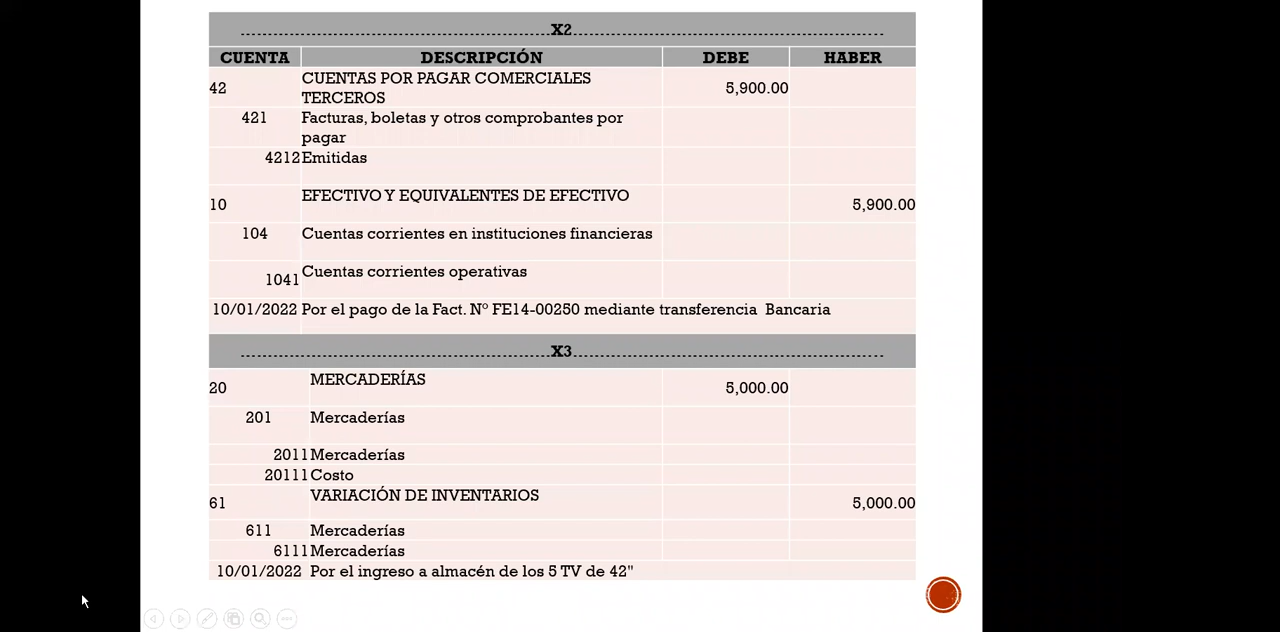 X2
CUENTA DESCRIPCIÓN DEBE HABER
42 CUENTAS POR PAGAR COMERCIALES TERCEROS 5,900.00
421 Facturas, boletas y otros comprobantes por pagar
4212 Emitidas
10 EFECTIVO Y EQUIVALENTES DE EFECTIVO 5,900.00
104 Cuentas corrientes en instituciones financieras
1041 Cuentas corrientes operativas
10/01/2022 Por el pago de la Fact. Nº FE14-00250 mediante transferencia Bancaria
X3
20 MERCADERÍAS 5,000.00
201 Mercaderías
2011 Mercaderías
20111 Costo
61 VARIACIÓN DE INVENTARIOS 5,000.00
611 Mercaderías
6111 Mercaderías
10/01/2022 Por el ingreso a almacén de los 5 TV de 42"